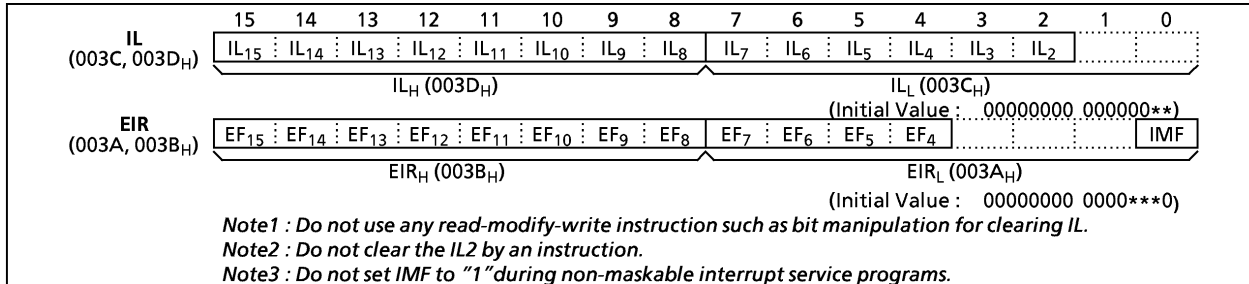 15 14 13 12 11 10 9 8 7 6 5 4 3 2 1 0
IL
(003C, 003DH)
IL15 IL14 IL13 IL12 IL11 IL10 IL9 IL8 IL7 IL6 IL5 IL4 IL3 IL2
ILH (003DH) ILL (003CH)
(Initial Value : 00000000 000000**)
EIR
(003A, 003BH)
EF15 EF14 EF13 EF12 EF11 EF10 EF9 EF8 EF7 EF6 EF5 EF4 IMF
EIRH (003BH) EIRL (003AH)
(Initial Value : 00000000 0000***0)
Note1 : Do not use any read-modify-write instruction such as bit manipulation for clearing IL.
Note2 : Do not clear the IL2 by an instruction.
Note3 : Do not set IMF to "1"during non-maskable interrupt service programs.